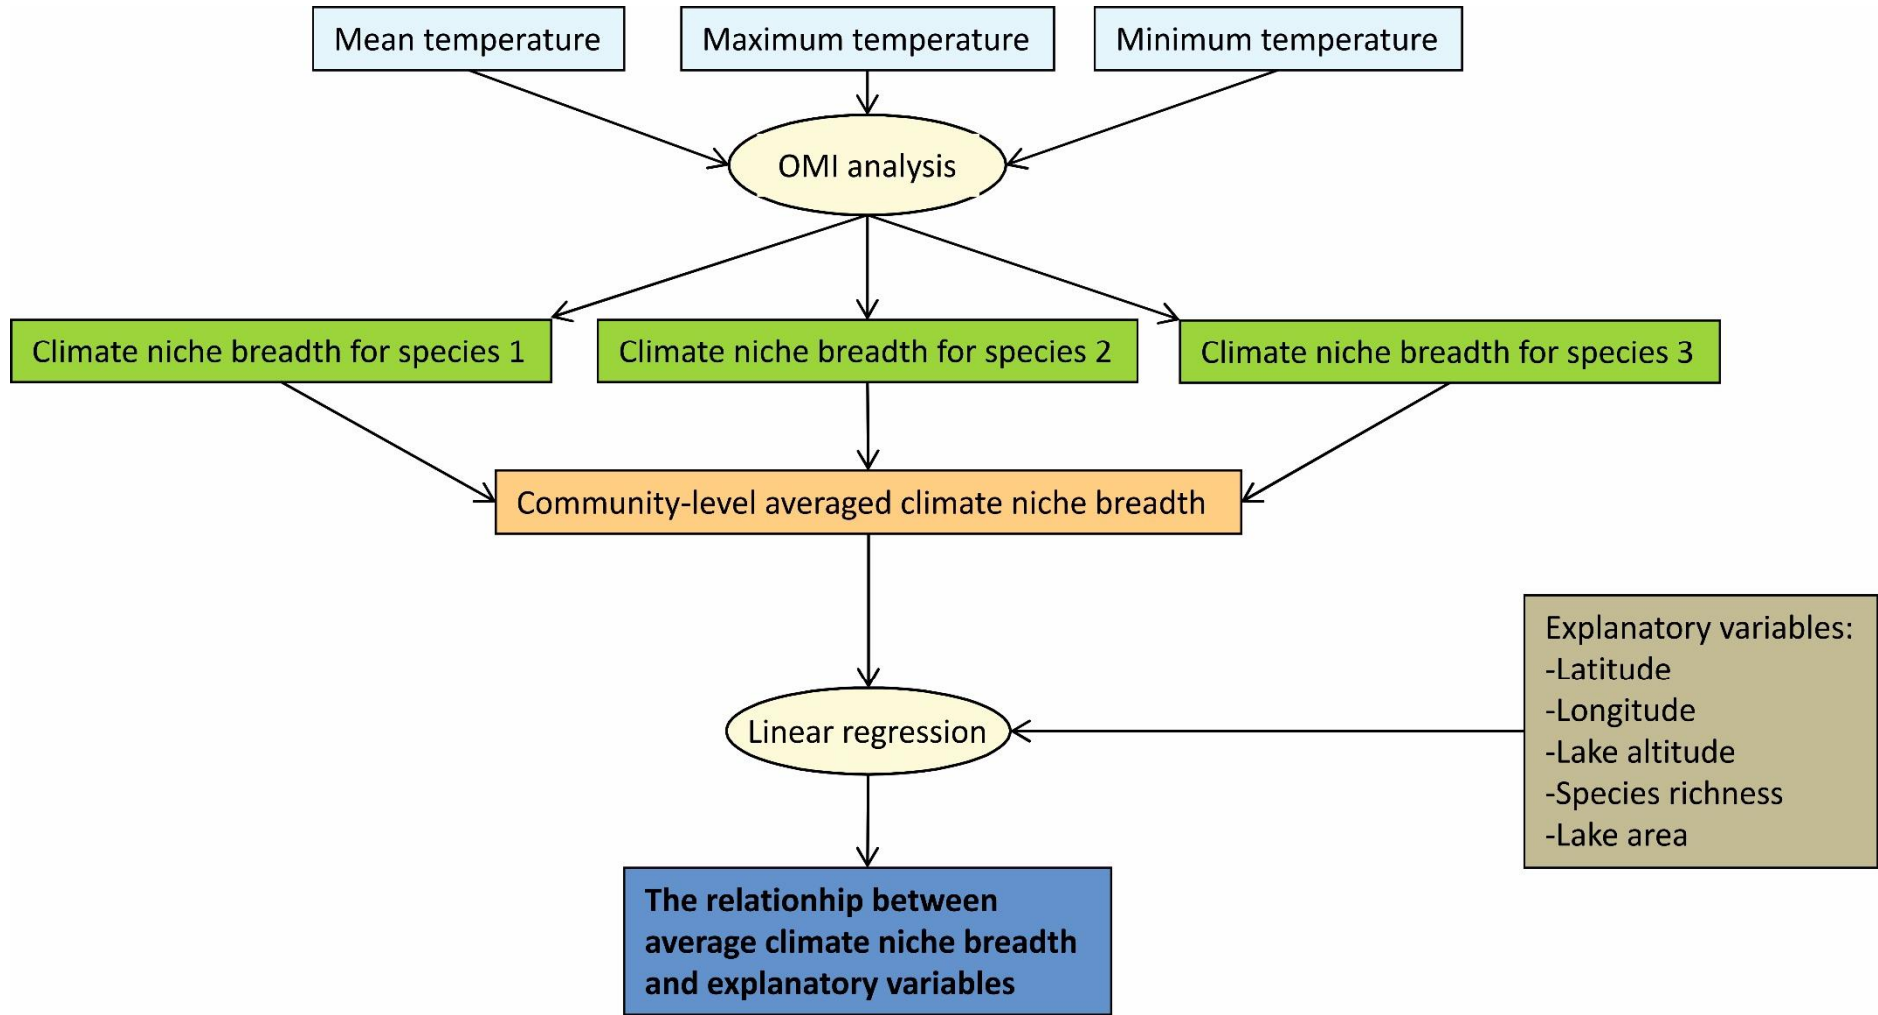 Mean temperature
Maximum temperature
Minimum temperature
OMI analysis
Climate niche breadth for species 1
Climate niche breadth for species 2
Climate niche breadth for species 3
Community-level averaged climate niche breadth
Explanatory variables:
-Latitude
-Longitude
-Lake altitude
-Species richness
-Lake area
Linear regression
The relationhip between
average climate niche breadth
and explanatory variables